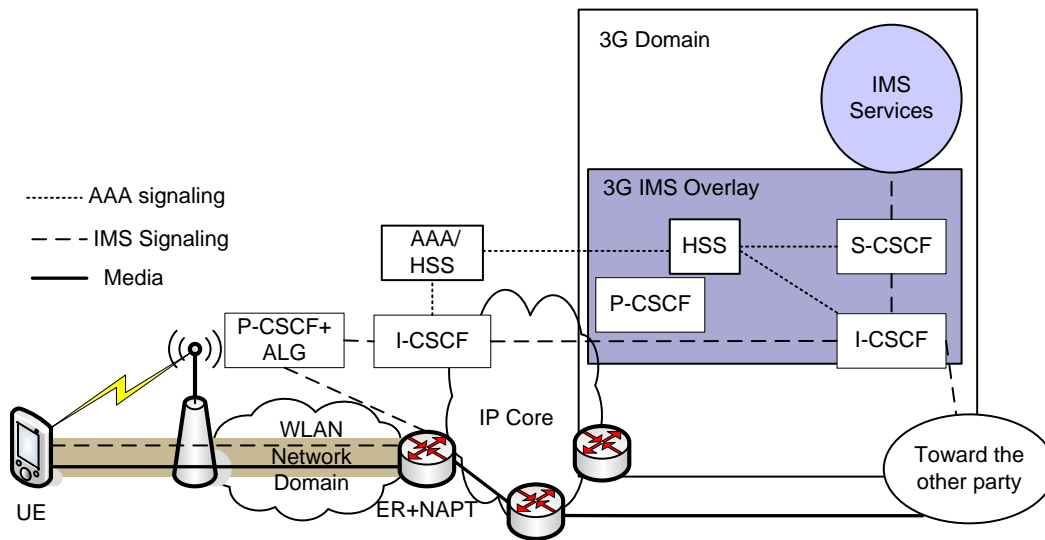 3G Domain
IMS
Services
3G IMS Overlay
AAA signaling
IMS Signaling
Media
AAA/
HSS
HSS
S-CSCF
P-CSCF
P-CSCF+
ALG
I-CSCF
I-CSCF
IP Core
WLAN
Network
Domain
ER+NAPT
UE
Toward the
other party